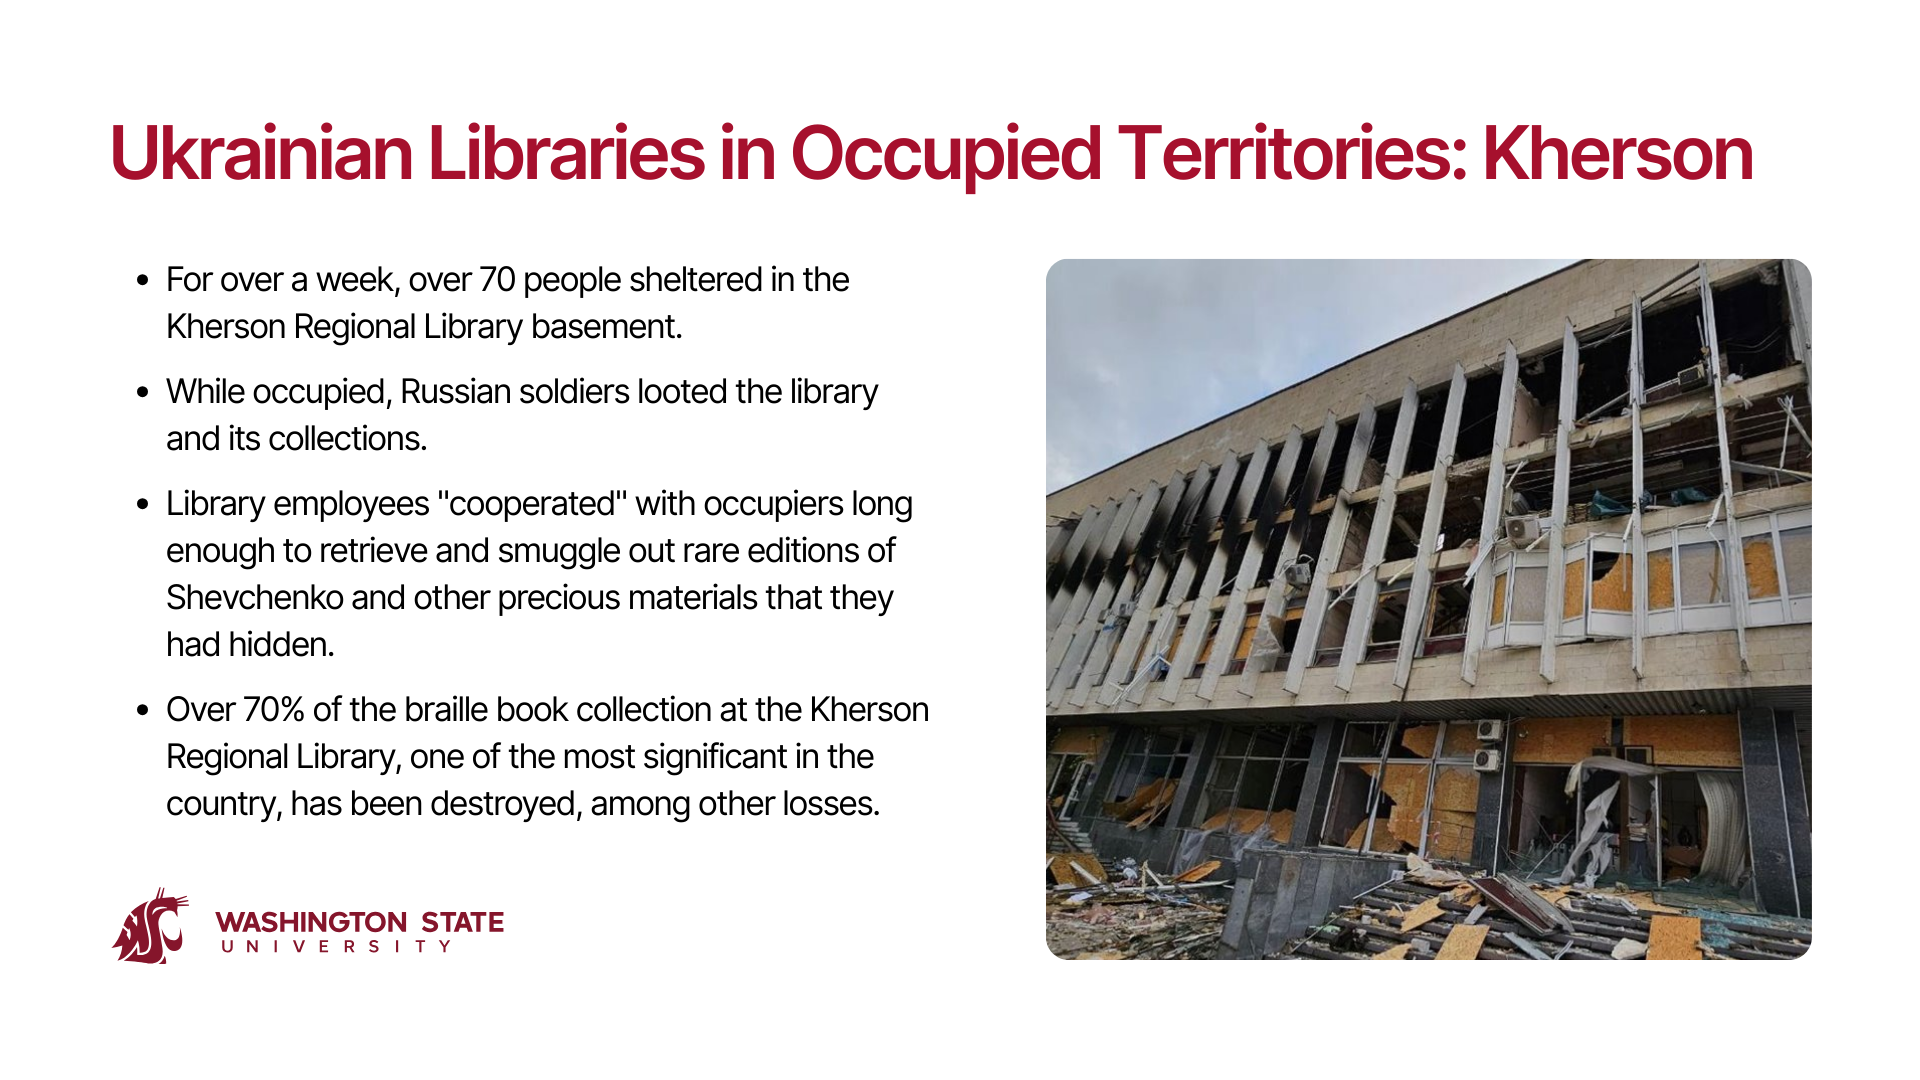 Ukrainian Libraries in Occupied Territories: Kherson
• For over a week, over 70 people sheltered in the
Kherson Regional Library basement.
• While occupied, Russian soldiers looted the library
and its collections.
• Library employees "cooperated" with occupiers long
enough to retrieve and smuggle out rare editions of
Shevchenko and other precious materials that they
had hidden.
• Over 70% of the braille book collection at the Kherson
Regional Library, one of the most significant in the
country, has been destroyed, among other losses.
WASHINGTON STATE
UNIVERSITY